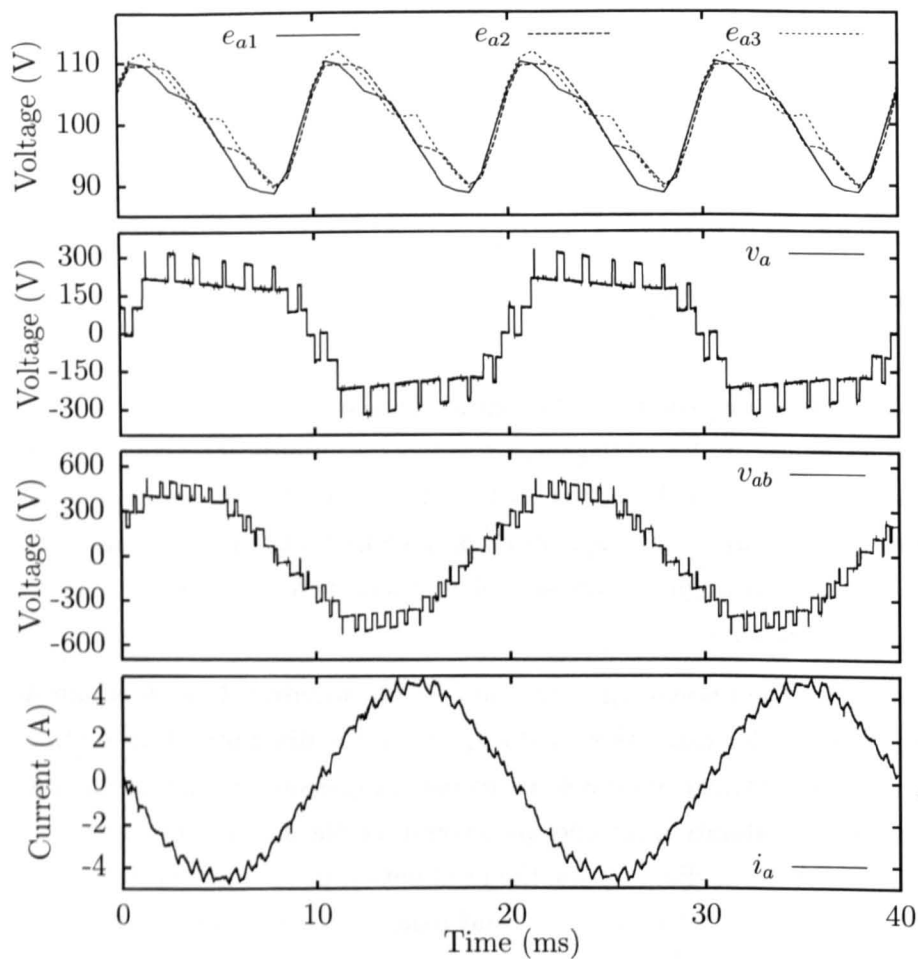 e_{a1} e_{a2} e_{a3}
Voltage (V)
110
100
90
v_a
Voltage (V)
300
150
0
-150
-300
v_{ab}
Voltage (V)
600
300
0
-300
-600
Current (A)
4
2
0
-2
-4
i_a
0 10 20 30 40
Time (ms)